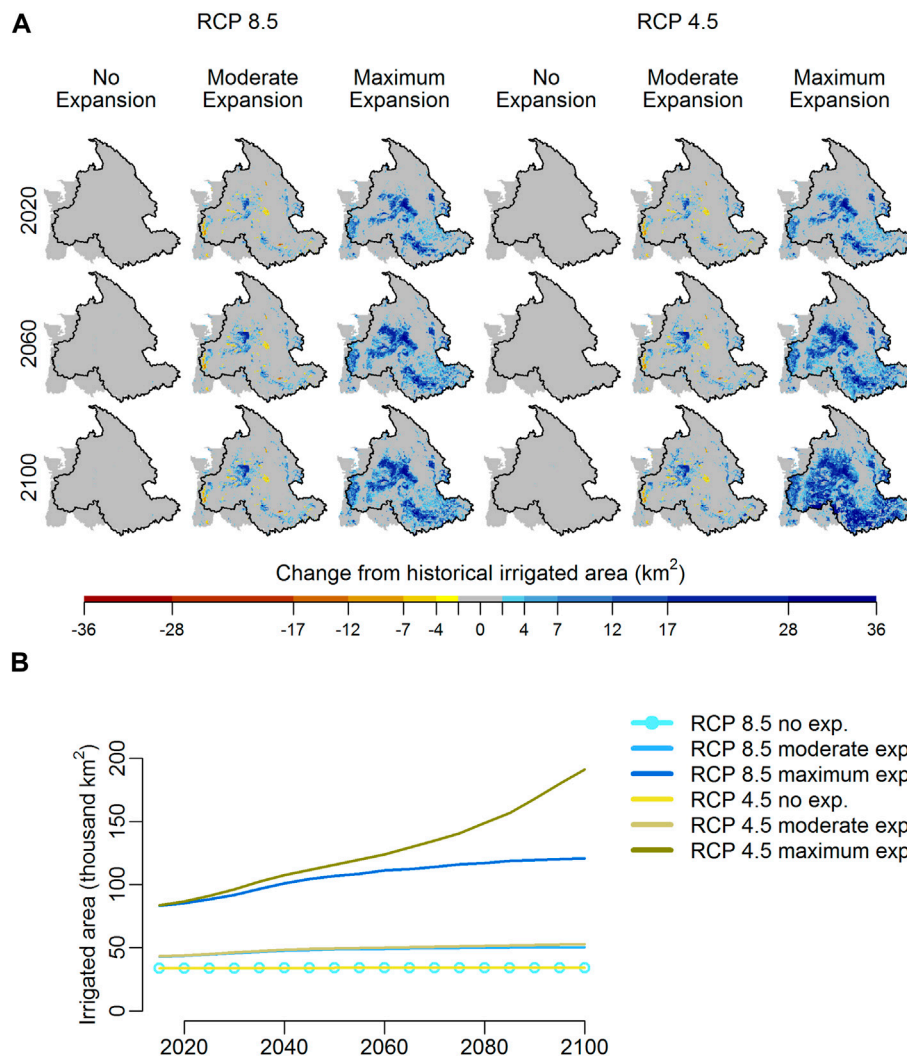 A
RCP 8.5
RCP 4.5
No Expansion
Moderate Expansion
Maximum Expansion
No Expansion
Moderate Expansion
Maximum Expansion
2020
2060
2100
Change from historical irrigated area (km²)
-36 -28 -17 -12 -7 -4 0 4 7 12 17 28 36
B
Irrigated area (thousand km²)
200
150
100
50
0
2020 2040 2060 2080 2100
RCP 8.5 no exp.
RCP 8.5 moderate exp
RCP 8.5 maximum exp
RCP 4.5 no exp.
RCP 4.5 moderate exp
RCP 4.5 maximum exp